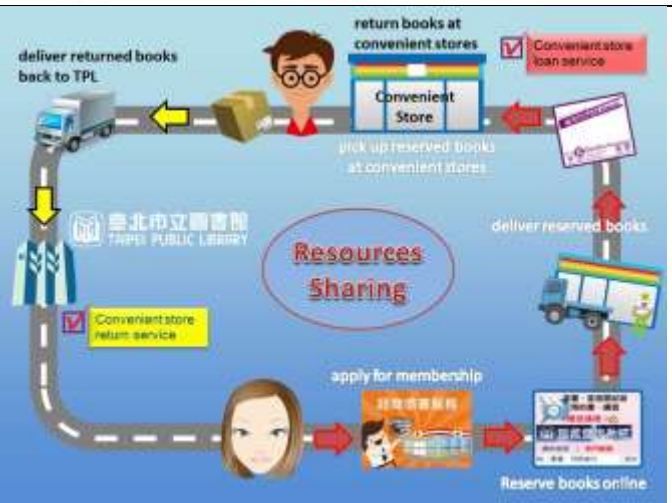 return books at
convenient stores
Convenient store
loan service
deliver returned books
back to TPL
Convenient
Store
pick up reserved books
at convenient stores
臺北市立圖書館
TAIPEI PUBLIC LIBRARY
deliver reserved books
Resources
Sharing
Convenient store
return service
apply for membership
Reserve books online